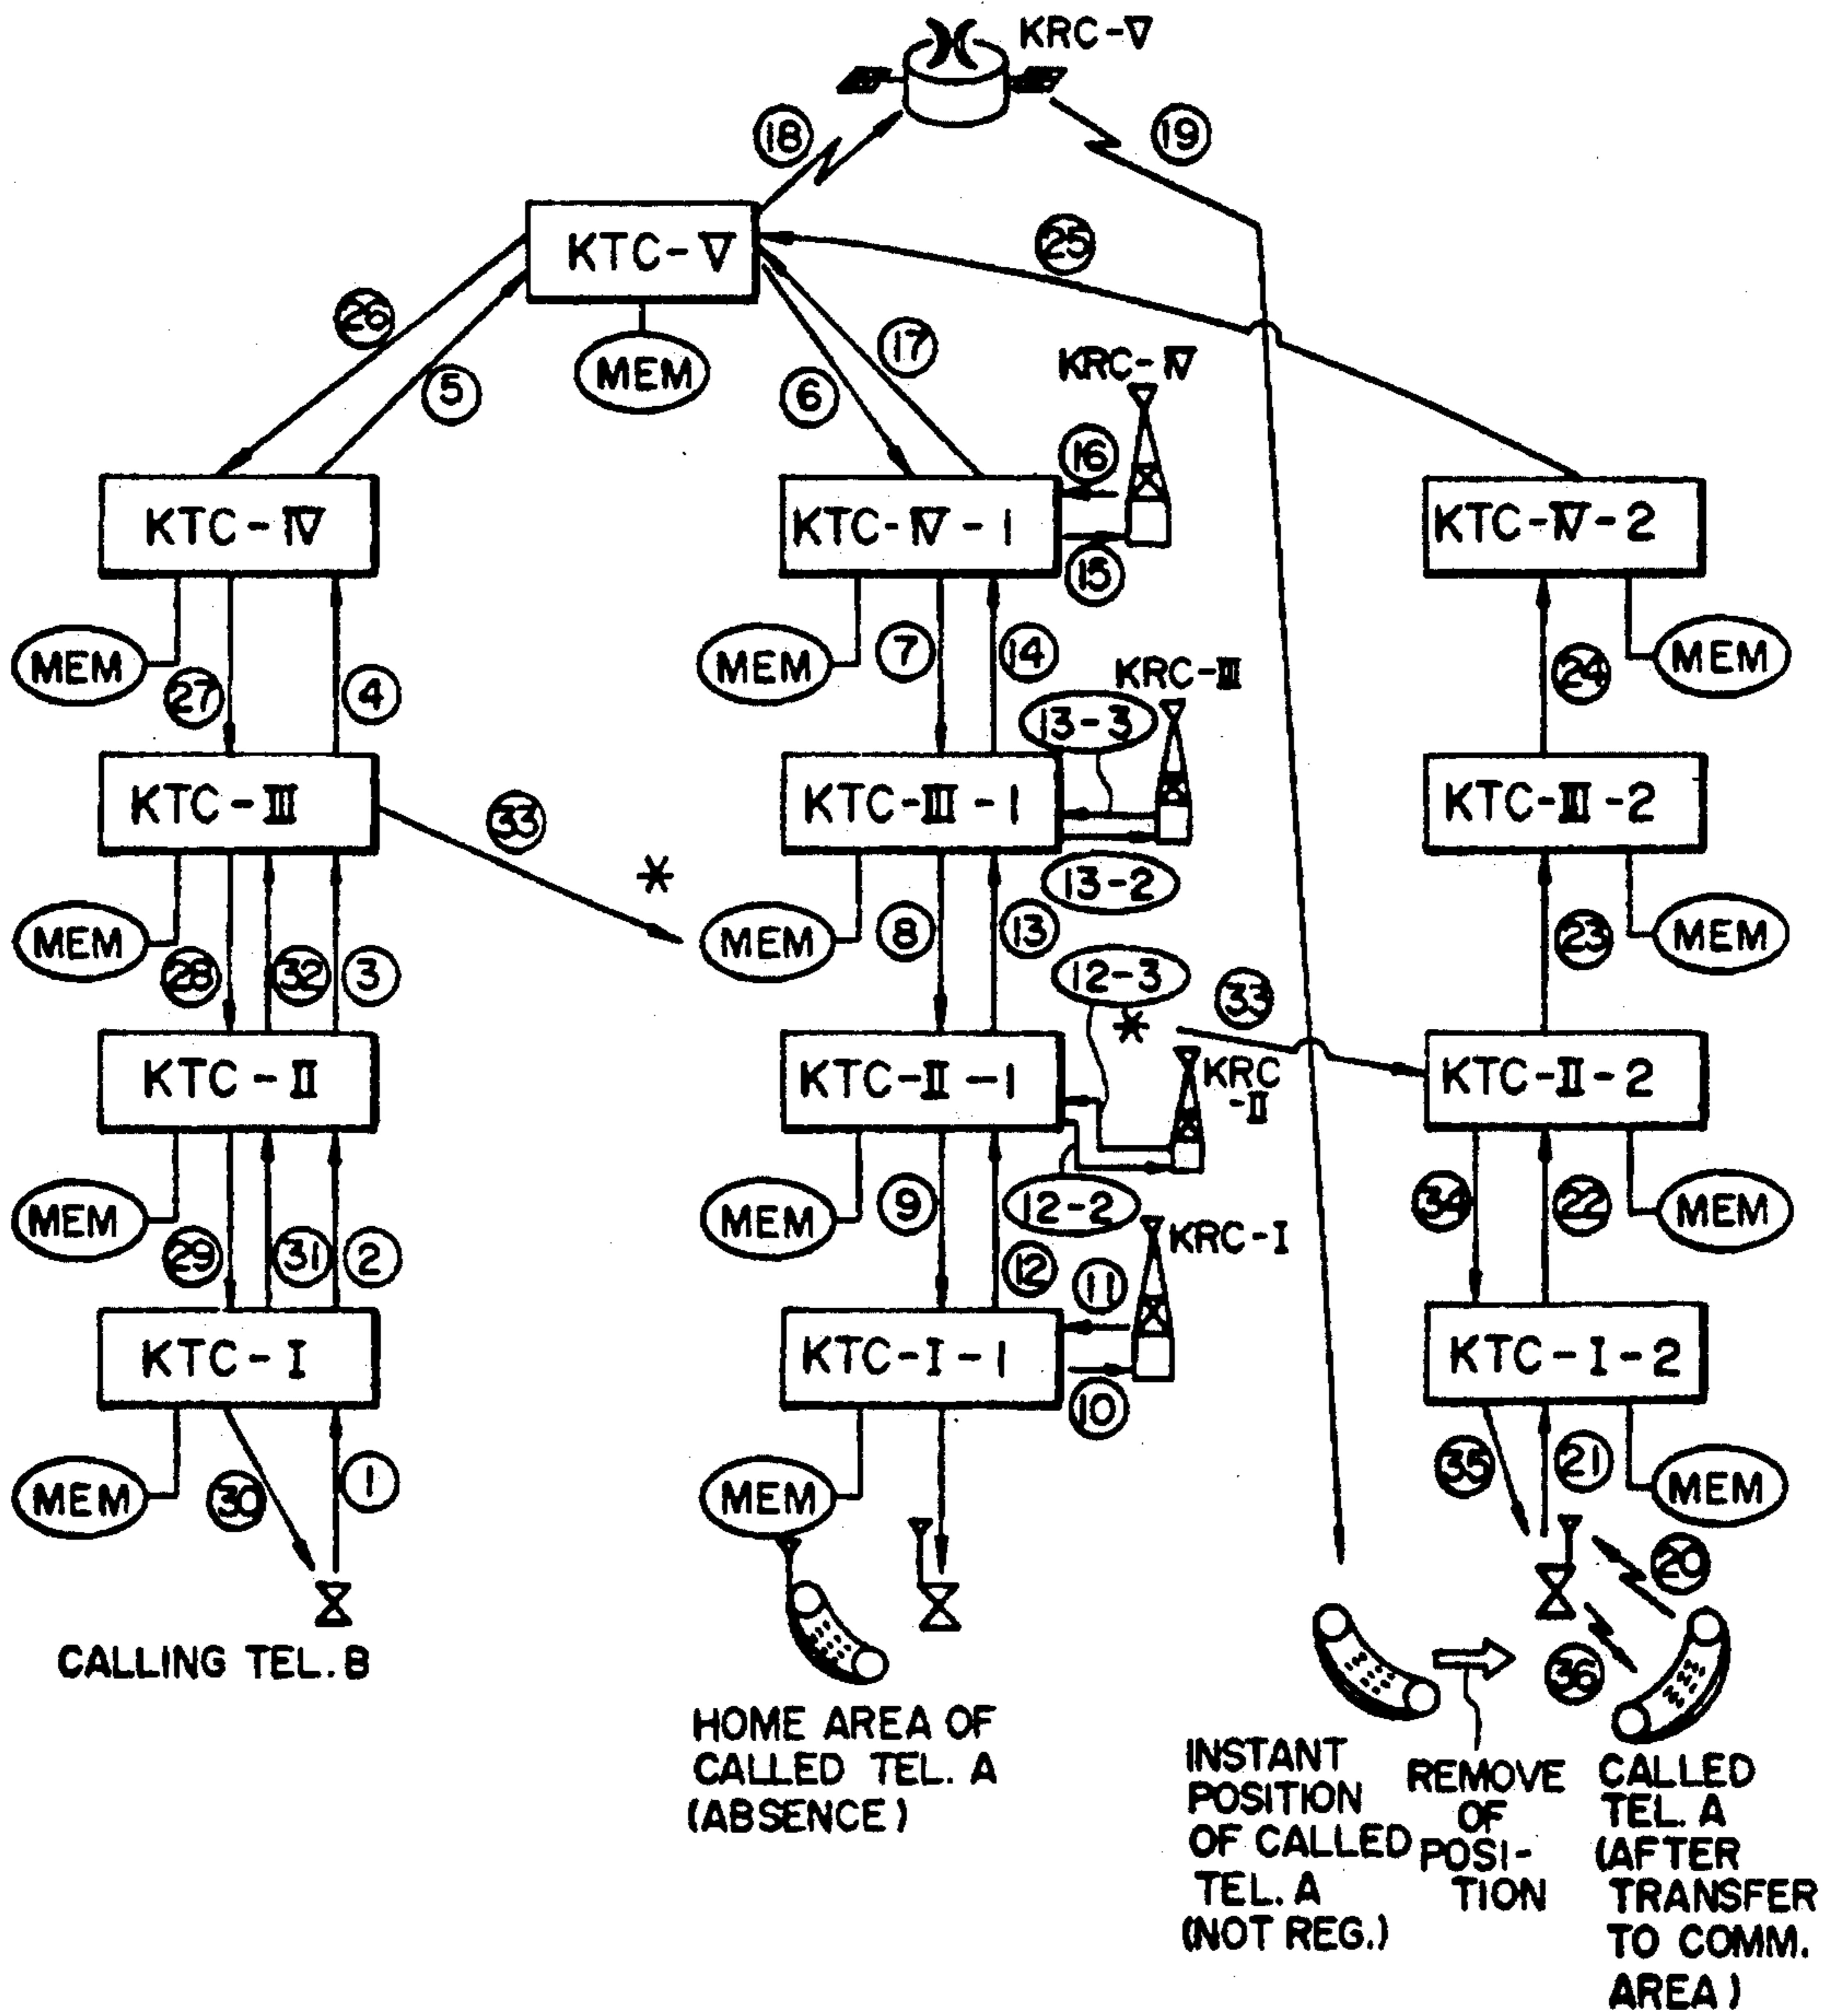 KRC-V
18
19
KTC-V
25
26
5
MEM
6
17
KRC-IV
16
15
KTC-IV
KTC-IV-1
KTC-IV-2
MEM
27
4
MEM
7
14
KRC-III
13-3
24
MEM
KTC-III
33
*
KTC-III-1
13-2
KTC-III-2
MEM
28
32
3
MEM
8
13
12-3
*
33
23
MEM
KTC-II
KTC-II-1
KRC
-II
KTC-II-2
MEM
29
31
2
MEM
9
12
12-2
KRC-I
11
34
22
MEM
KTC-I
KTC-I-1
10
KTC-I-2
MEM
30
1
MEM
35
21
MEM
20
36
CALLING TEL. B
HOME AREA OF
CALLED TEL. A
(ABSENCE)
INSTANT
POSITION
OF CALLED
TEL. A
(NOT REG.)
REMOVE
OF
POSI-
TION
CALLED
TEL. A
(AFTER
TRANSFER
TO COMM.
AREA)